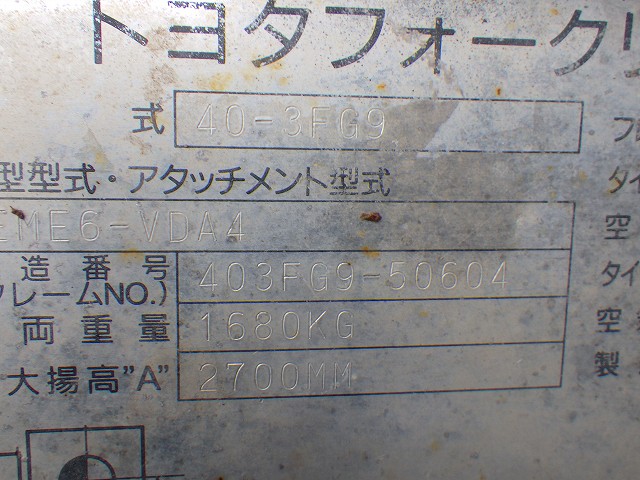 トヨタフォークリ
式 40-3FG9
型型式・アタッチメント型式 タイ
EME6-VDA4 空
造番号 403FG9-50604 タイ
フレームNO.) 空
両重量 1680KG
大揚高"A" 2700MM 製